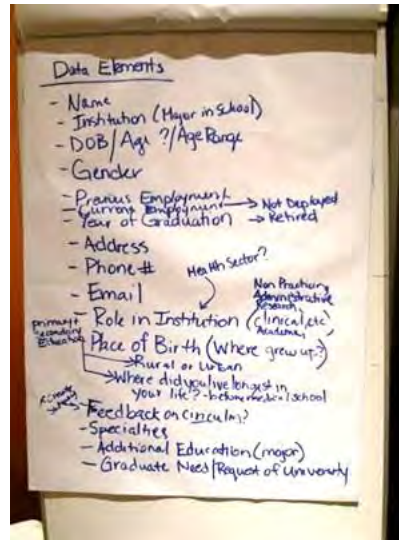 Data Elements
- Name
- Institution (Major in School)
- DOB/Age?/Age Range
- Gender
- Previous Employment
- Current Employment → Not Deployed
- Year of Graduation → Retired
- Address
- Phone #
Health Sector?
- Email
Non Practicing
Administrative
Research
- Role in Institution (clinical, etc
Academic
primary +
secondary
Education
Place of Birth (Where grew up?)
→ Rural or Urban
→ Where did you live longest in
your life? - before medical school
- Feedback on
- Specialties
- Additional Education (major)
- Graduate Need/Request of University